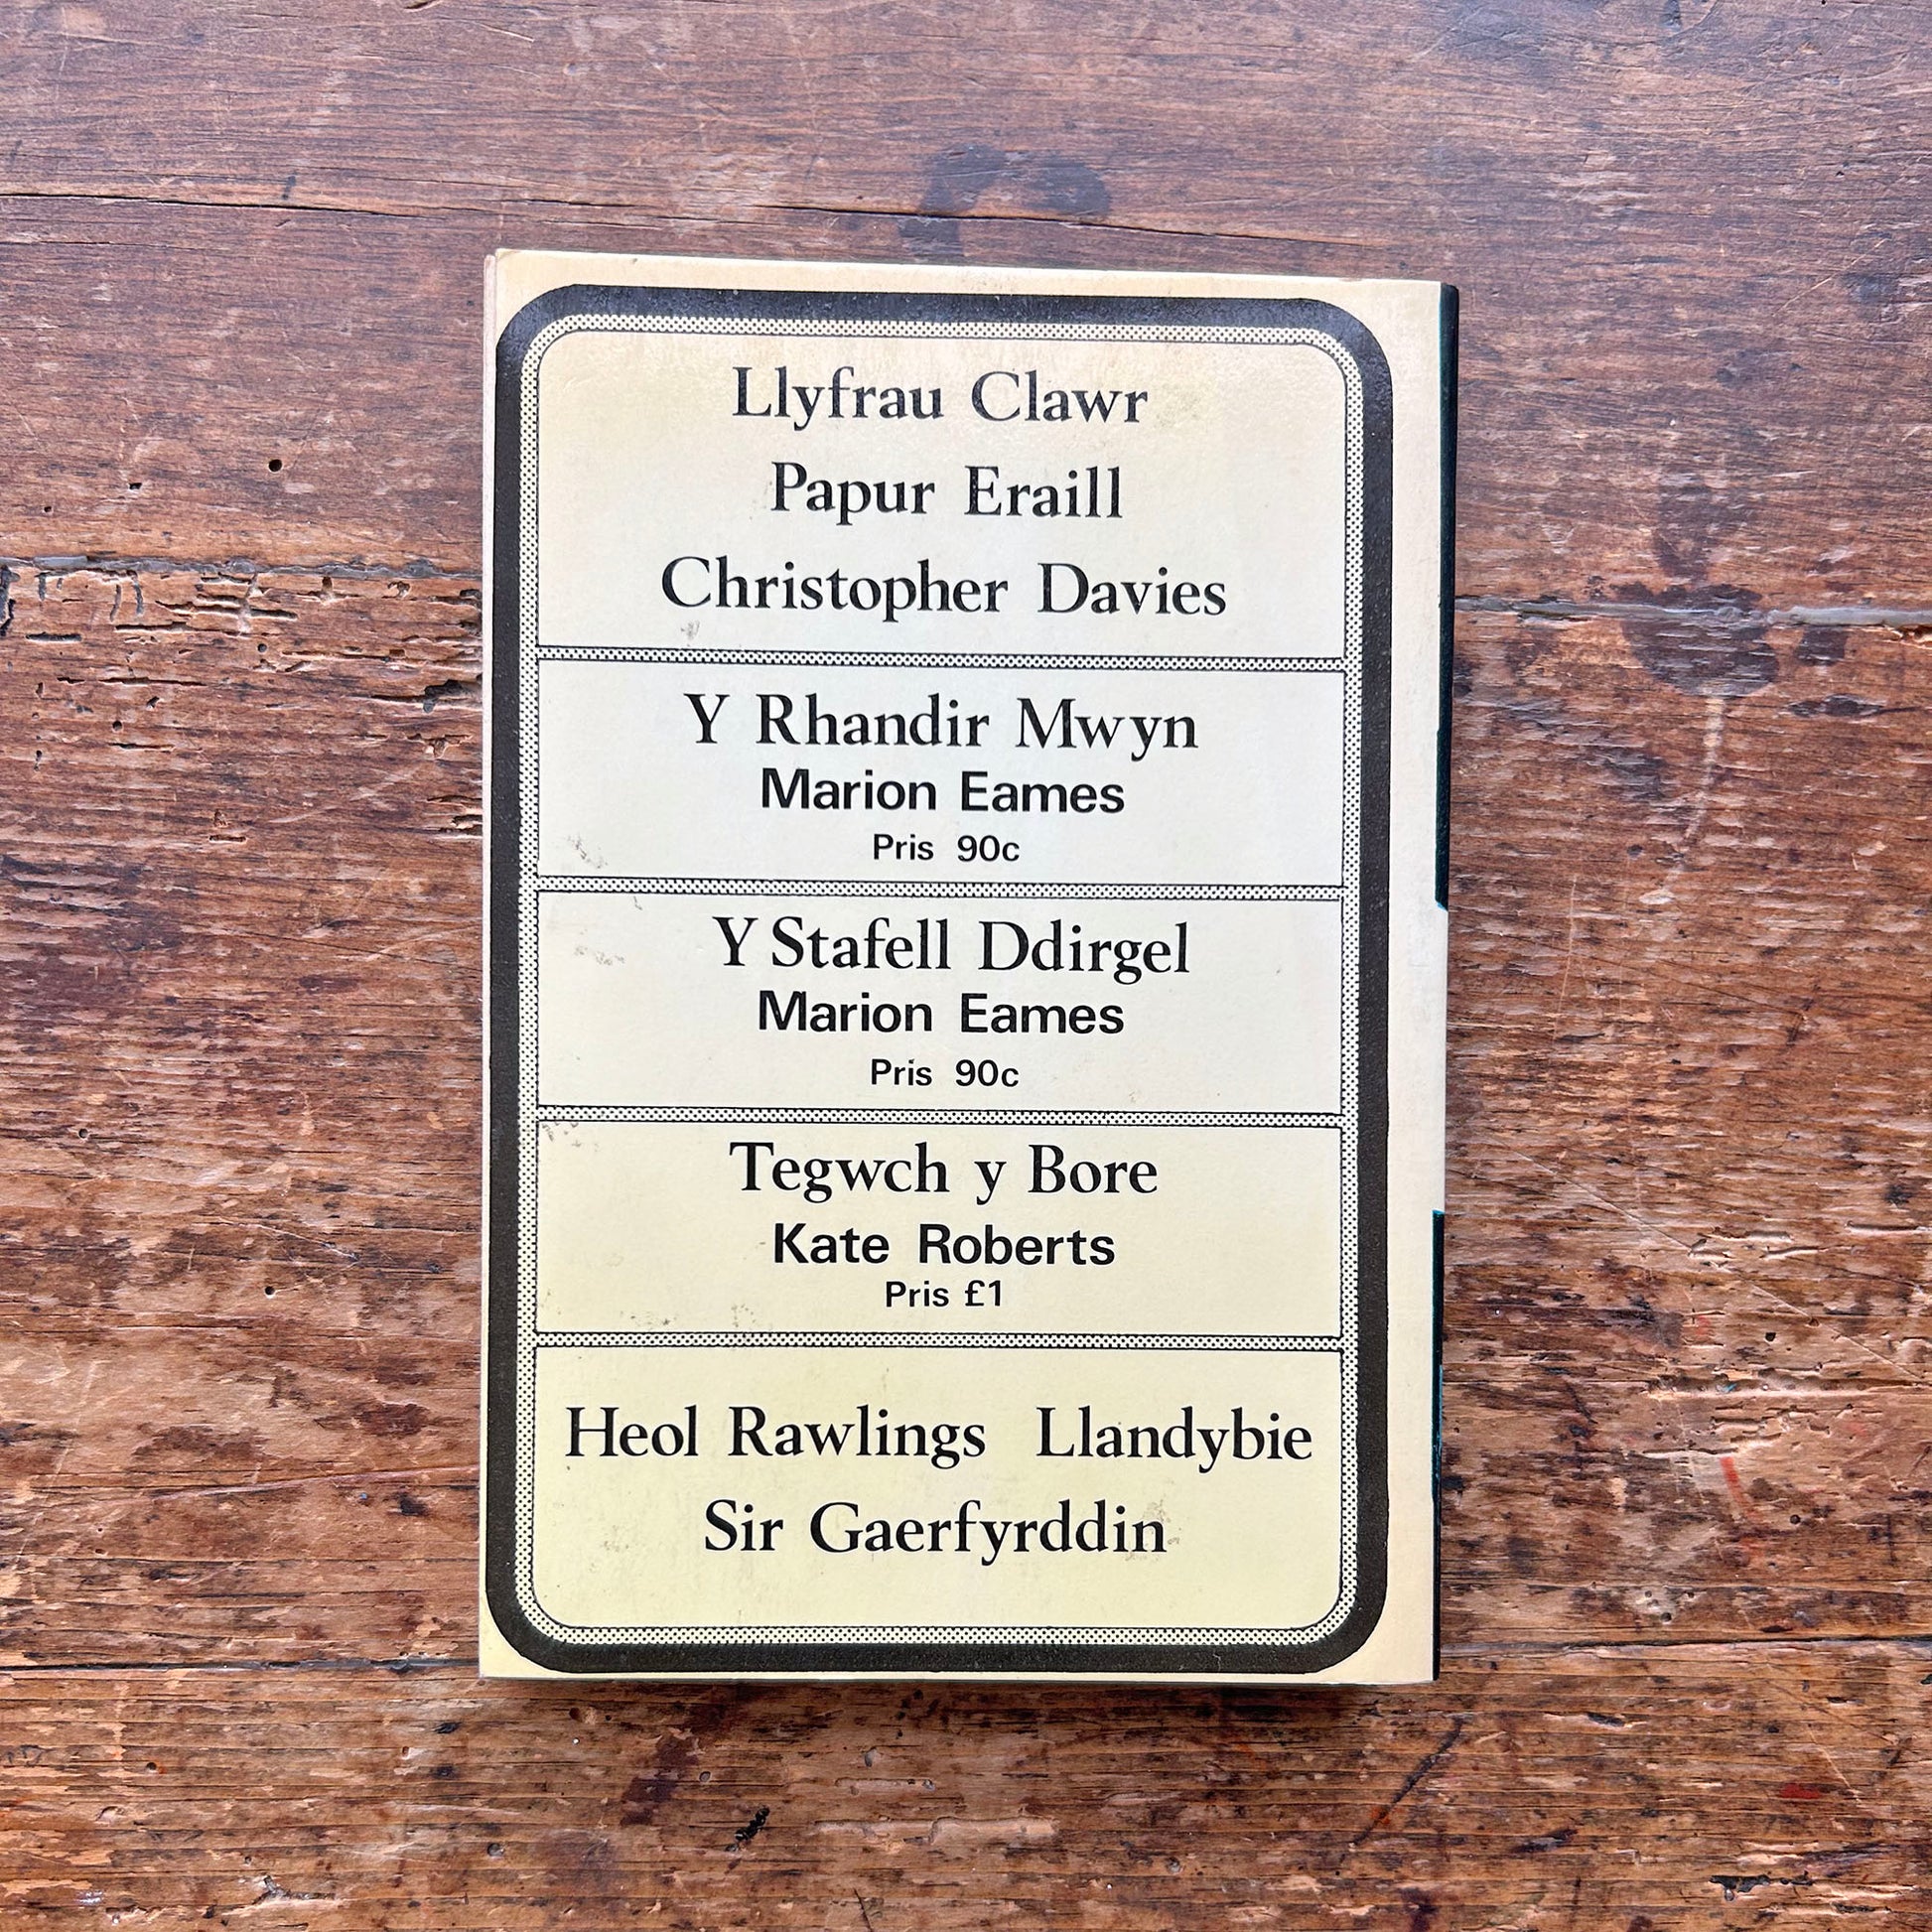 Llyfrau Clawr
Papur Eraill
Christopher Davies
Y Rhandir Mwyn
Marion Eames
Pris 90c
Y Stafell Ddirgel
Marion Eames
Pris 90c
Tegwch y Bore
Kate Roberts
Pris £1
Heol Rawlings Llandybie
Sir Gaerfyrddin